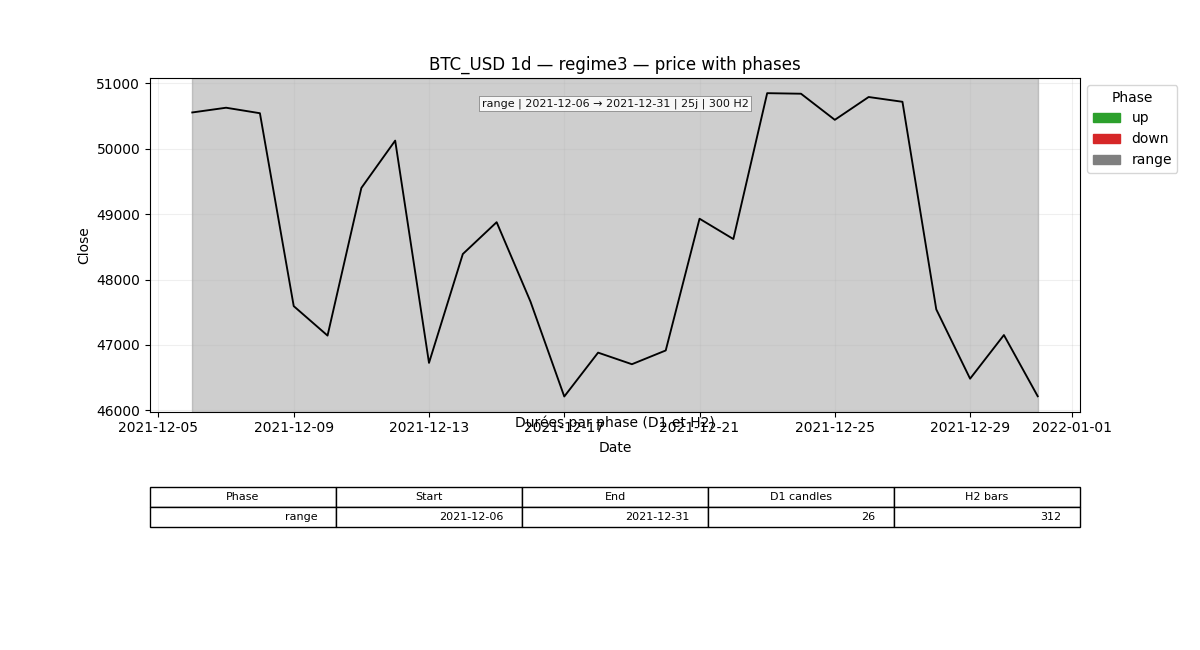 BTC_USD 1d — regime3 — price with phases
range | 2021-12-06 → 2021-12-31 | 25j | 300 H2
Phase
up
down
range
Close
51000
50000
49000
48000
47000
46000
Durées par phase (D1 et H2)
2021-12-05 2021-12-09 2021-12-13 2021-12-17 2021-12-21 2021-12-25 2021-12-29 2022-01-01
Date
Phase Start End D1 candles H2 bars
range 2021-12-06 2021-12-31 26 312